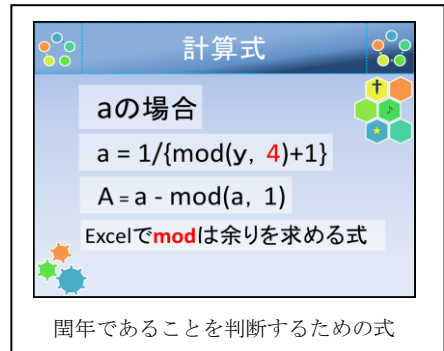 計算式
aの場合
a = 1/{mod(y, 4)+1}
A = a - mod(a, 1)
Excelでmodは余りを求める式
閏年であることを判断するための式